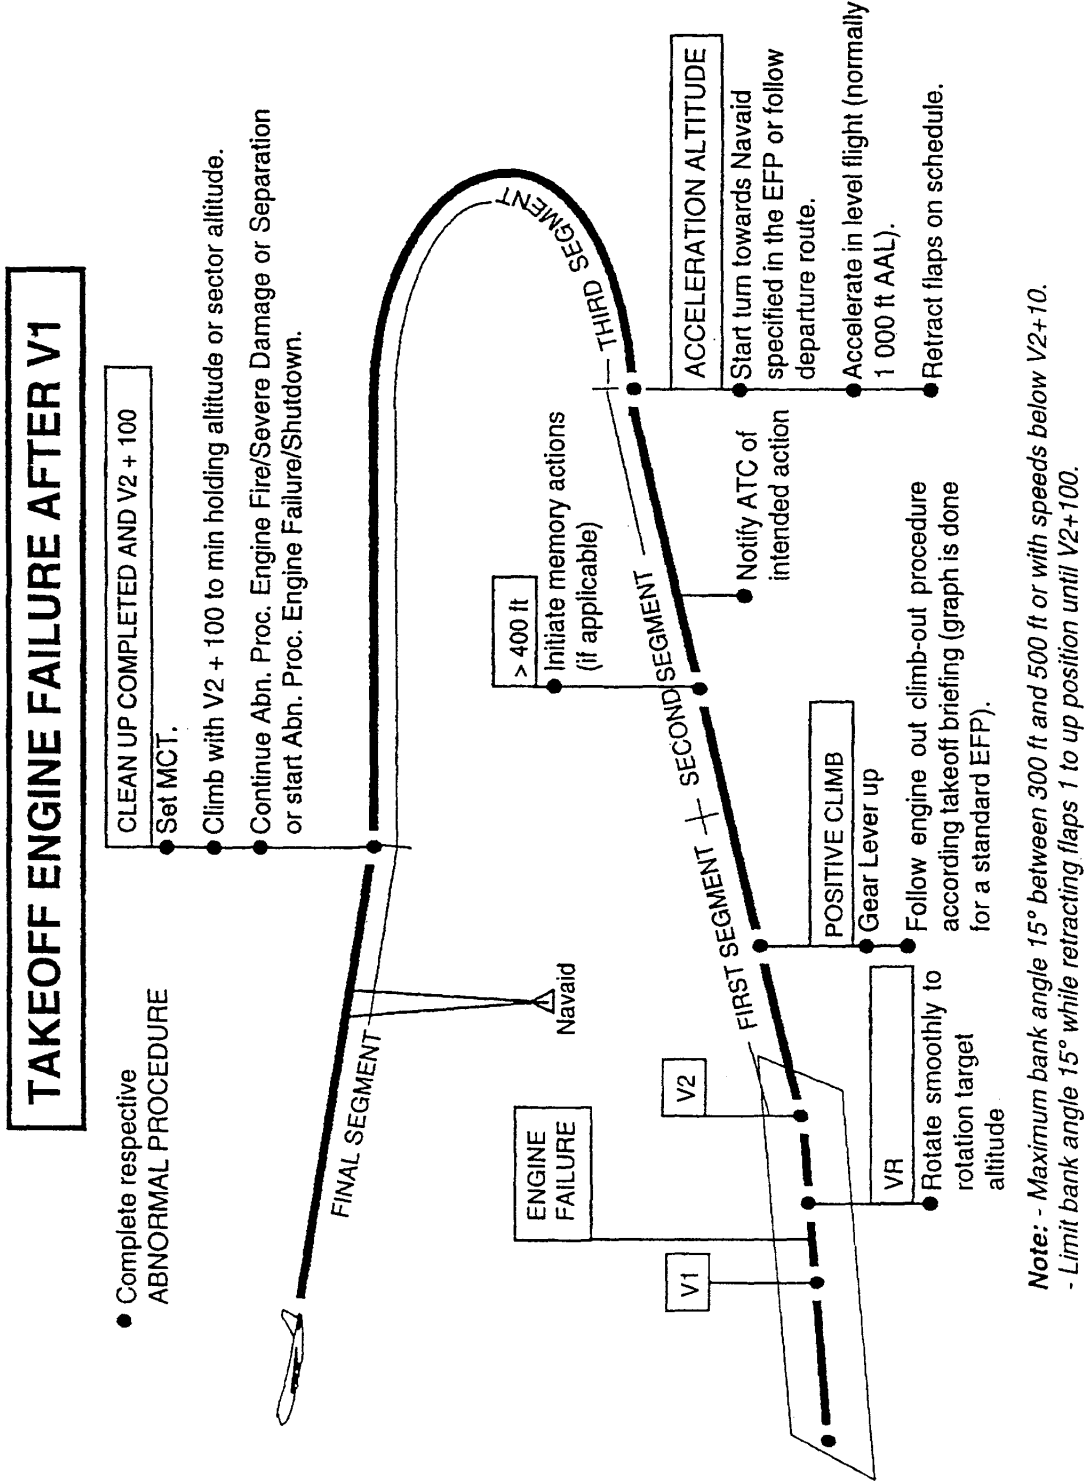 TAKEOFF ENGINE FAILURE AFTER V1
• Complete respective
ABNORMAL PROCEDURE
CLEAN UP COMPLETED AND V2 + 100
Set MCT.
Climb with V2 + 100 to min holding altitude or sector altitude.
Continue Abn. Proc. Engine Fire/Severe Damage or Separation
or start Abn. Proc. Engine Failure/Shutdown.
FINAL SEGMENT
Navaid
THIRD SEGMENT
> 400 ft
Initiate memory actions
(if applicable)
SECOND SEGMENT
FIRST SEGMENT
ENGINE
FAILURE
V1
V2
VR
Rotate smoothly to
rotation target
altitude
POSITIVE CLIMB
Gear Lever up
Follow engine out climb-out procedure
according takeoff briefing (graph is done
for a standard EFP).
Notify ATC of
intended action
ACCELERATION ALTITUDE
Start turn towards Navaid
specified in the EFP or follow
departure route.
Accelerate in level flight (normally
1 000 ft AAL).
Retract flaps on schedule.
Note: - Maximum bank angle 15° between 300 ft and 500 ft or with speeds below V2+10.
- Limit bank angle 15° while retracting flaps 1 to up position until V2+100.